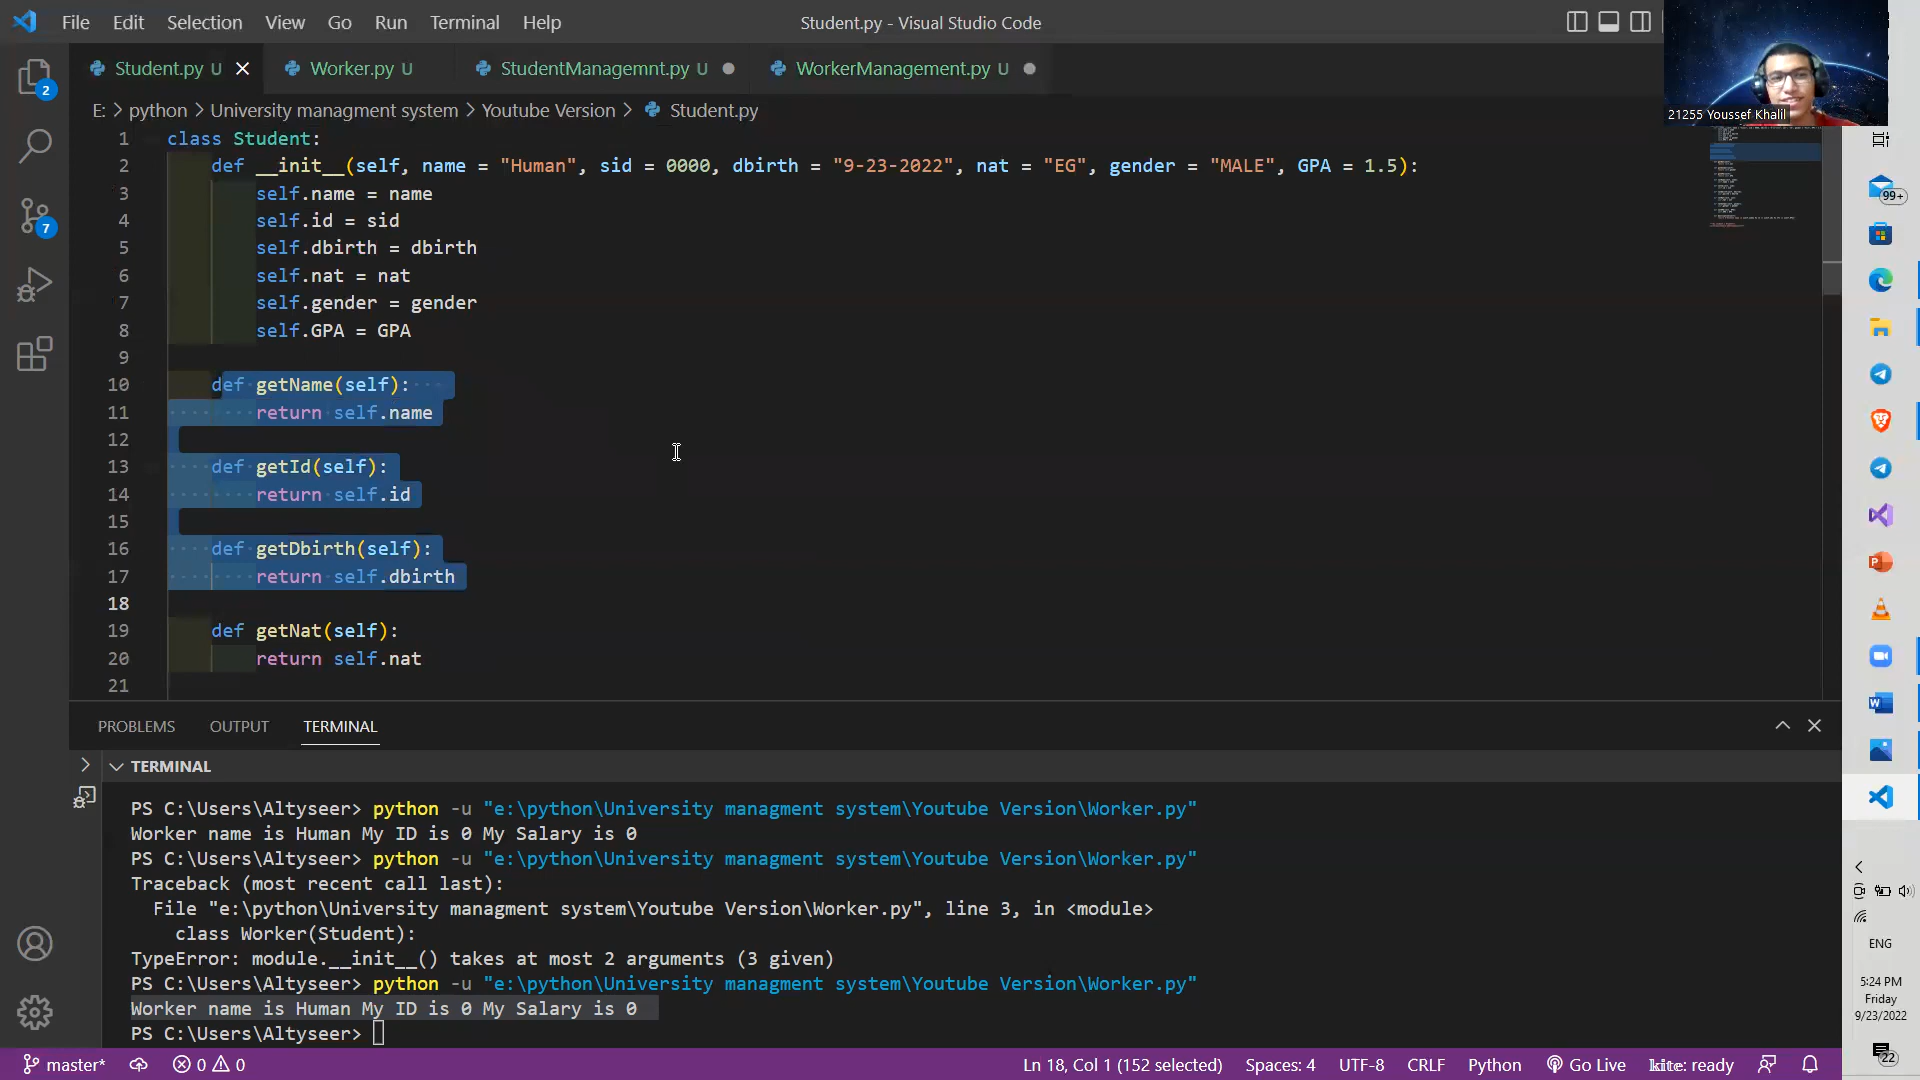 File Edit Selection View Go Run Terminal Help
Student.py - Visual Studio Code
Student.py U
Worker.py U
StudentManagemnt.py U
WorkerManagement.py U
21255 Youssef Khalil
E: > python > University managment system > Youtube Version > Student.py
1 class Student:
2 def __init__(self, name = "Human", sid = 0000, dbirth = "9-23-2022", nat = "EG", gender = "MALE", GPA = 1.5):
3 self.name = name
4 self.id = sid
5 self.dbirth = dbirth
6 self.nat = nat
7 self.gender = gender
8 self.GPA = GPA
9
10 def getName(self):
11 return self.name
12
13 def getId(self):
14 return self.id
15
16 def getDbirth(self):
17 return self.dbirth
18
19 def getNat(self):
20 return self.nat
21
2
7
99+
PROBLEMS OUTPUT TERMINAL
TERMINAL
PS C:\Users\Altyseer> python -u "e:\python\University managment system\Youtube Version\Worker.py"
Worker name is Human My ID is 0 My Salary is 0
PS C:\Users\Altyseer> python -u "e:\python\University managment system\Youtube Version\Worker.py"
Traceback (most recent call last):
File "e:\python\University managment system\Youtube Version\Worker.py", line 3, in <module>
class Worker(Student):
TypeError: module.__init__() takes at most 2 arguments (3 given)
PS C:\Users\Altyseer> python -u "e:\python\University managment system\Youtube Version\Worker.py"
Worker name is Human My ID is 0 My Salary is 0
PS C:\Users\Altyseer>
ENG
5:24 PM
Friday
9/23/2022
22
master* 0 0
Ln 18, Col 1 (152 selected) Spaces: 4 UTF-8 CRLF Python Go Live kite: ready